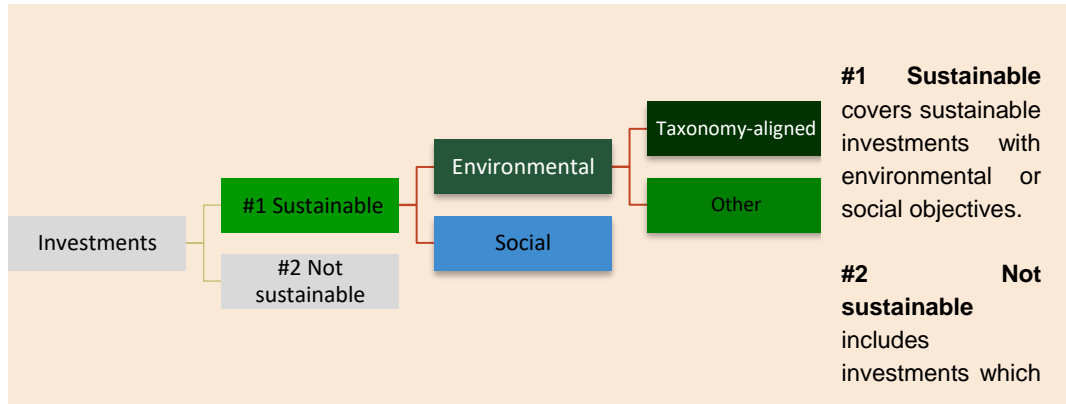 Investments
#1 Sustainable
#2 Not
sustainable
Environmental
Social
Taxonomy-aligned
Other
#1 Sustainable
covers sustainable
investments with
environmental or
social objectives.
#2 Not
sustainable
includes
investments which